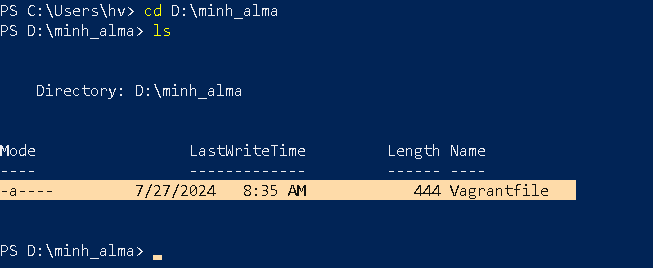 PS C:\Users\hv> cd D:\minh_alma
PS D:\minh_alma> ls
Directory: D:\minh_alma
Mode LastWriteTime Length Name
---- ------------- ------ ----
-a---- 7/27/2024 8:35 AM 444 Vagrantfile
PS D:\minh_alma>